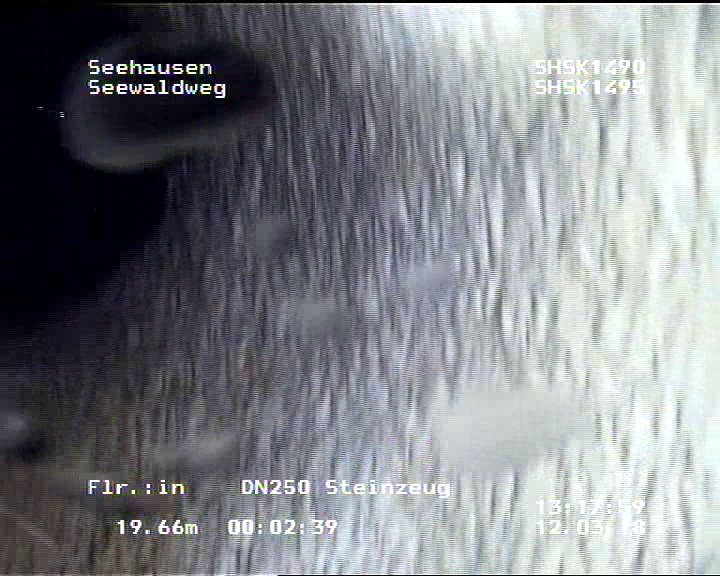 Seehausen
Seewaldweg
SHSK1490
SHSK1495
Flr.:in DN250 Steinzeug
19.66m 00:02:39
13:17:59
12.03.18